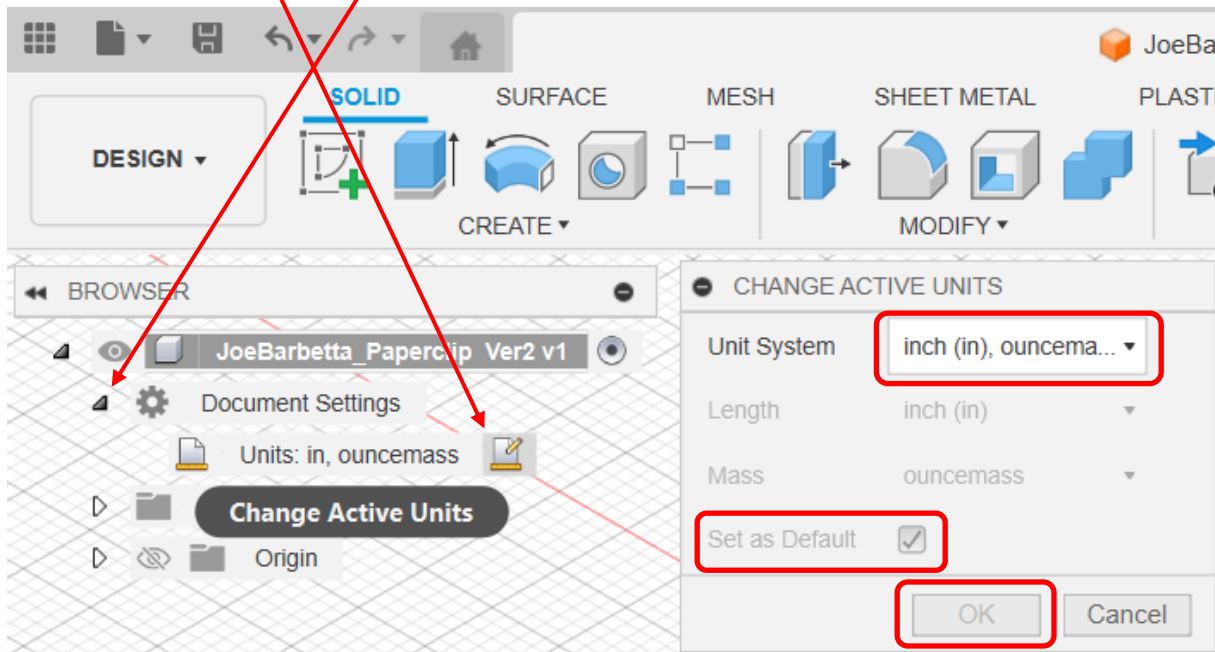 JoeBa
SOLID SURFACE MESH SHEET METAL PLASTI
DESIGN
CREATE MODIFY
BROWSER
JoeBarbetta_Paperclip Ver2 v1
Document Settings
Units: in, ouncemass
Change Active Units
Origin
CHANGE ACTIVE UNITS
Unit System inch (in), ouncema...
Length inch (in)
Mass ouncemass
Set as Default
OK Cancel